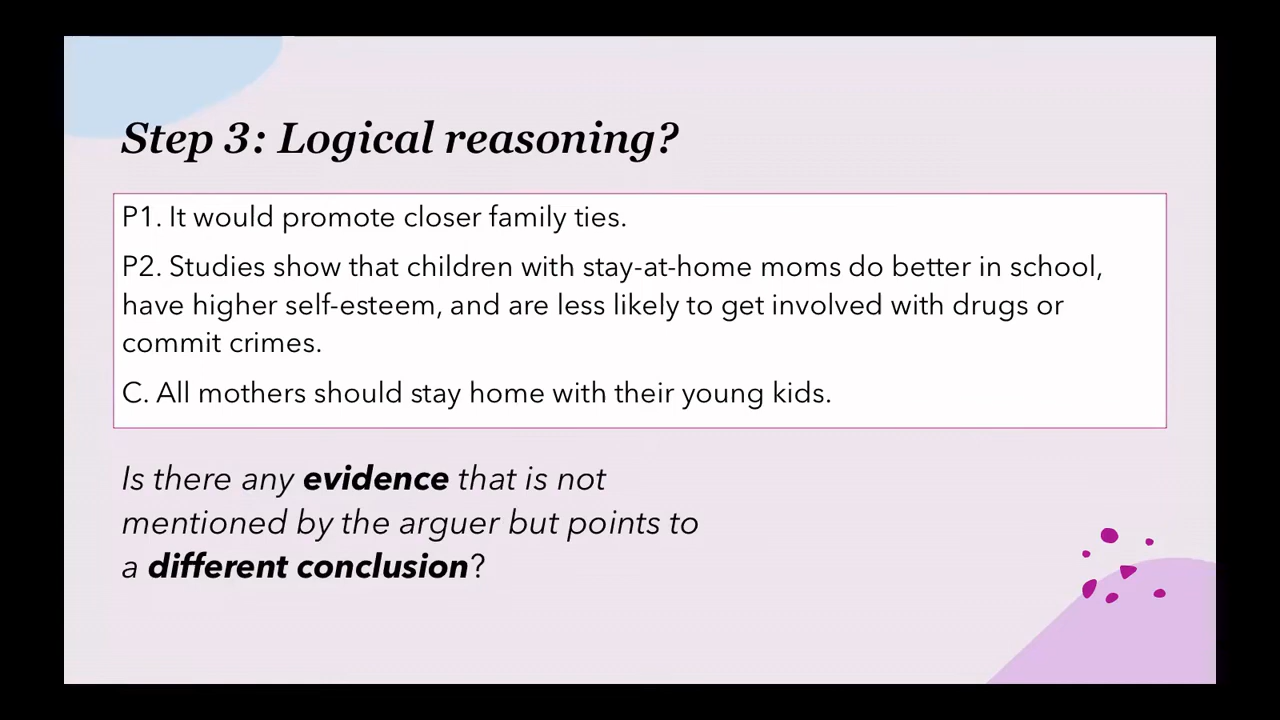 Step 3: Logical reasoning?
P1. It would promote closer family ties.
P2. Studies show that children with stay-at-home moms do better in school,
have higher self-esteem, and are less likely to get involved with drugs or
commit crimes.
C. All mothers should stay home with their young kids.
Is there any evidence that is not
mentioned by the arguer but points to
a different conclusion?